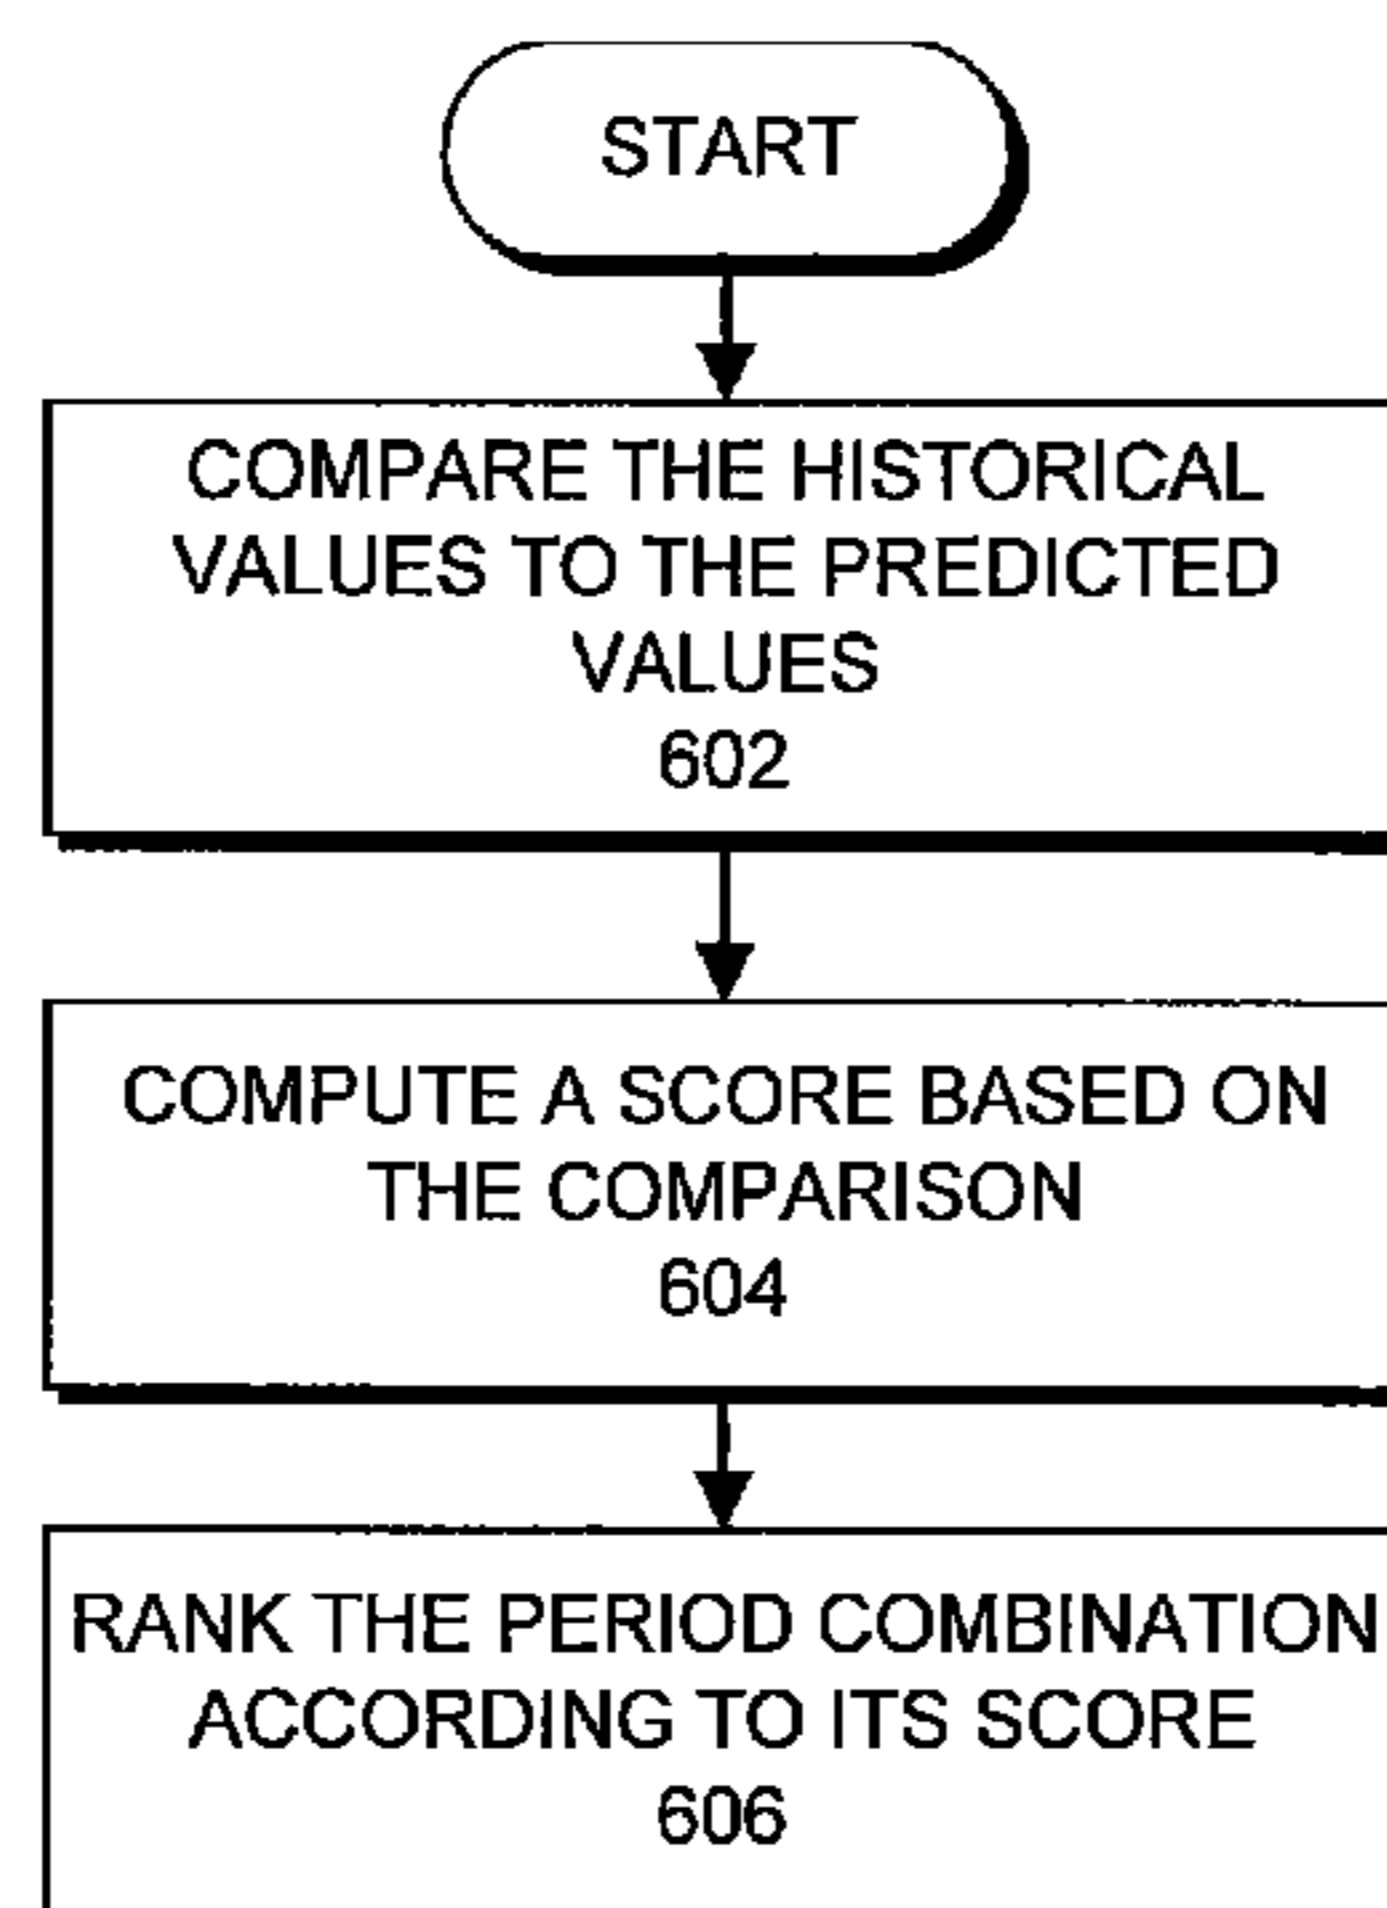 START
COMPARE THE HISTORICAL
VALUES TO THE PREDICTED
VALUES
602
COMPUTE A SCORE BASED ON
THE COMPARISON
604
RANK THE PERIOD COMBINATION
ACCORDING TO ITS SCORE
606